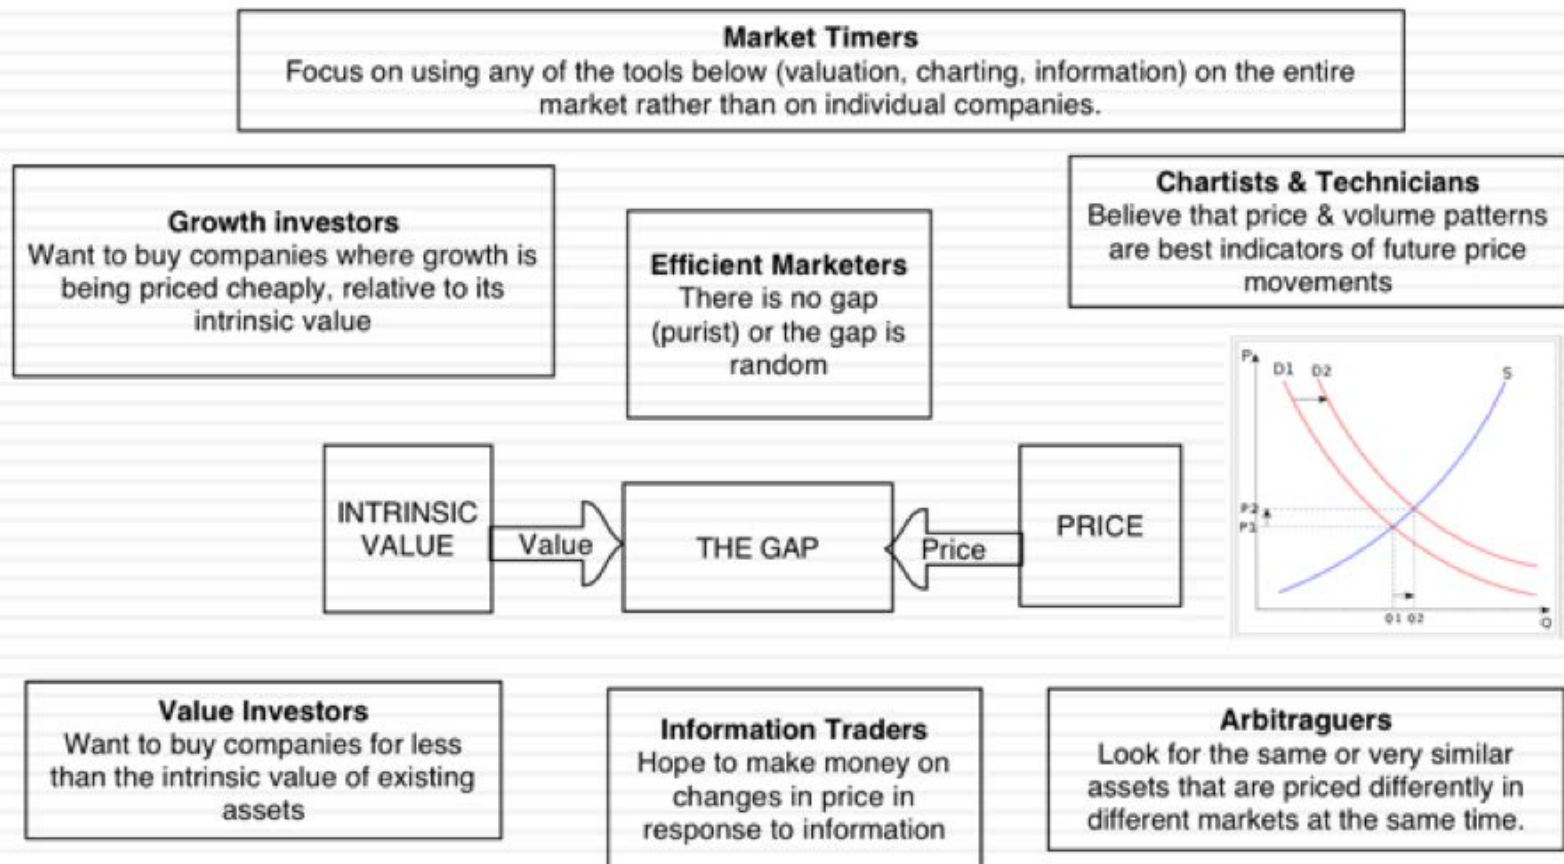 Market Timers
Focus on using any of the tools below (valuation, charting, information) on the entire
market rather than on individual companies.
Growth investors
Want to buy companies where growth is
being priced cheaply, relative to its
intrinsic value
Efficient Marketers
There is no gap
(purist) or the gap is
random
Chartists & Technicians
Believe that price & volume patterns
are best indicators of future price
movements
P
D1 D2
S
P2
P1
Q1 Q2
Q
INTRINSIC
VALUE
Value
THE GAP
Price
PRICE
Value Investors
Want to buy companies for less
than the intrinsic value of existing
assets
Information Traders
Hope to make money on
changes in price in
response to information
Arbitraguers
Look for the same or very similar
assets that are priced differently in
different markets at the same time.